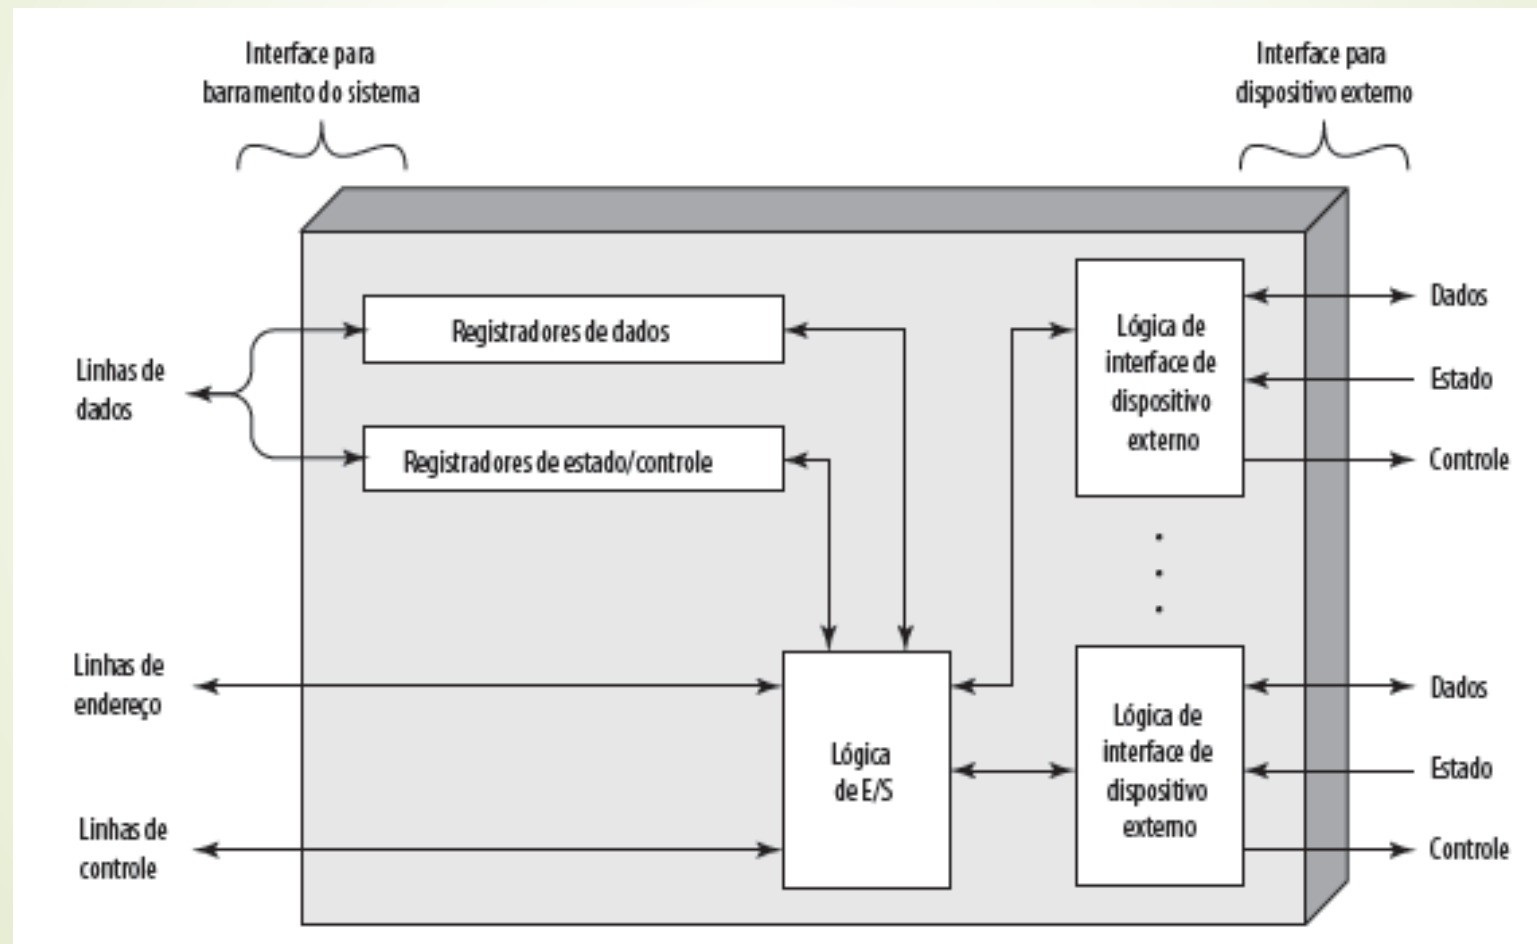 Interface para
barramento do sistema
Interface para
dispositivo externo
Registradores de dados
Linhas de
dados
Registradores de estado/controle
Lógica de
interface de
dispositivo
externo
Dados
Estado
Controle
Linhas de
endereço
Linhas de
controle
Lógica
de E/S
Lógica de
interface de
dispositivo
externo
Dados
Estado
Controle